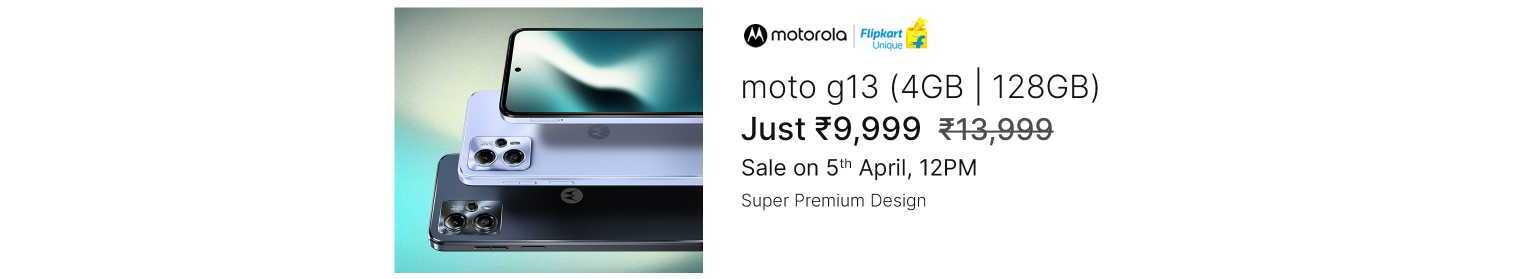 motorola Flipkart
Unique
moto g13 (4GB | 128GB)
Just ₹9,999 ₹13,999
Sale on 5th April, 12PM
Super Premium Design